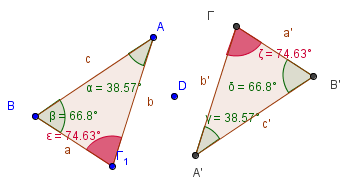 A
c
α = 38.57°
b
B
β = 66.8°
ε = 74.63°
a
Γ1
D
Γ
a'
ζ = 74.63°
b'
δ = 66.8°
B'
γ = 38.57°
c'
A'